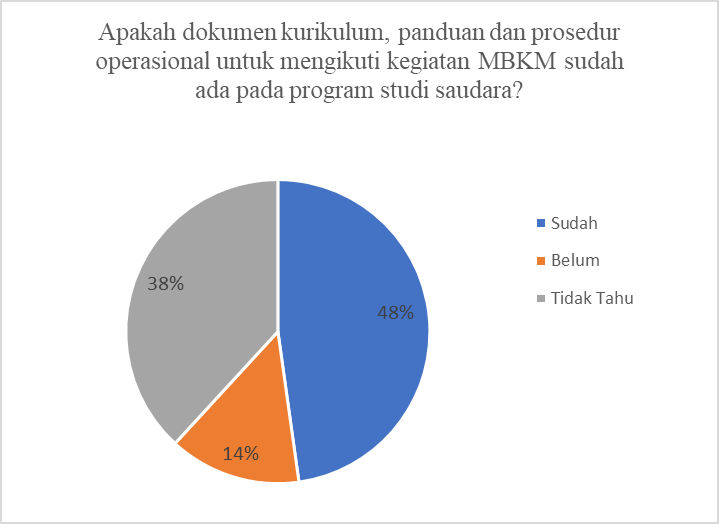 Apakah dokumen kurikulum, panduan dan prosedur
operasional untuk mengikuti kegiatan MBKM sudah
ada pada program studi saudara?
38%
48%
14%
Sudah
Belum
Tidak Tahu